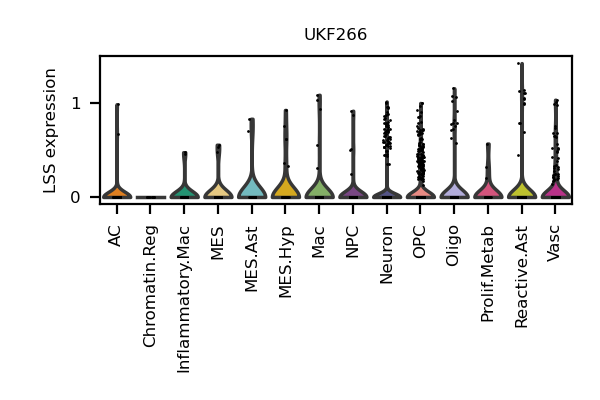 UKF266
LSS expression
1
0
AC
Chromatin.Reg
Inflammatory.Mac
MES
MES.Ast
MES.Hyp
Mac
NPC
Neuron
OPC
Oligo
Prolif.Metab
Reactive.Ast
Vasc